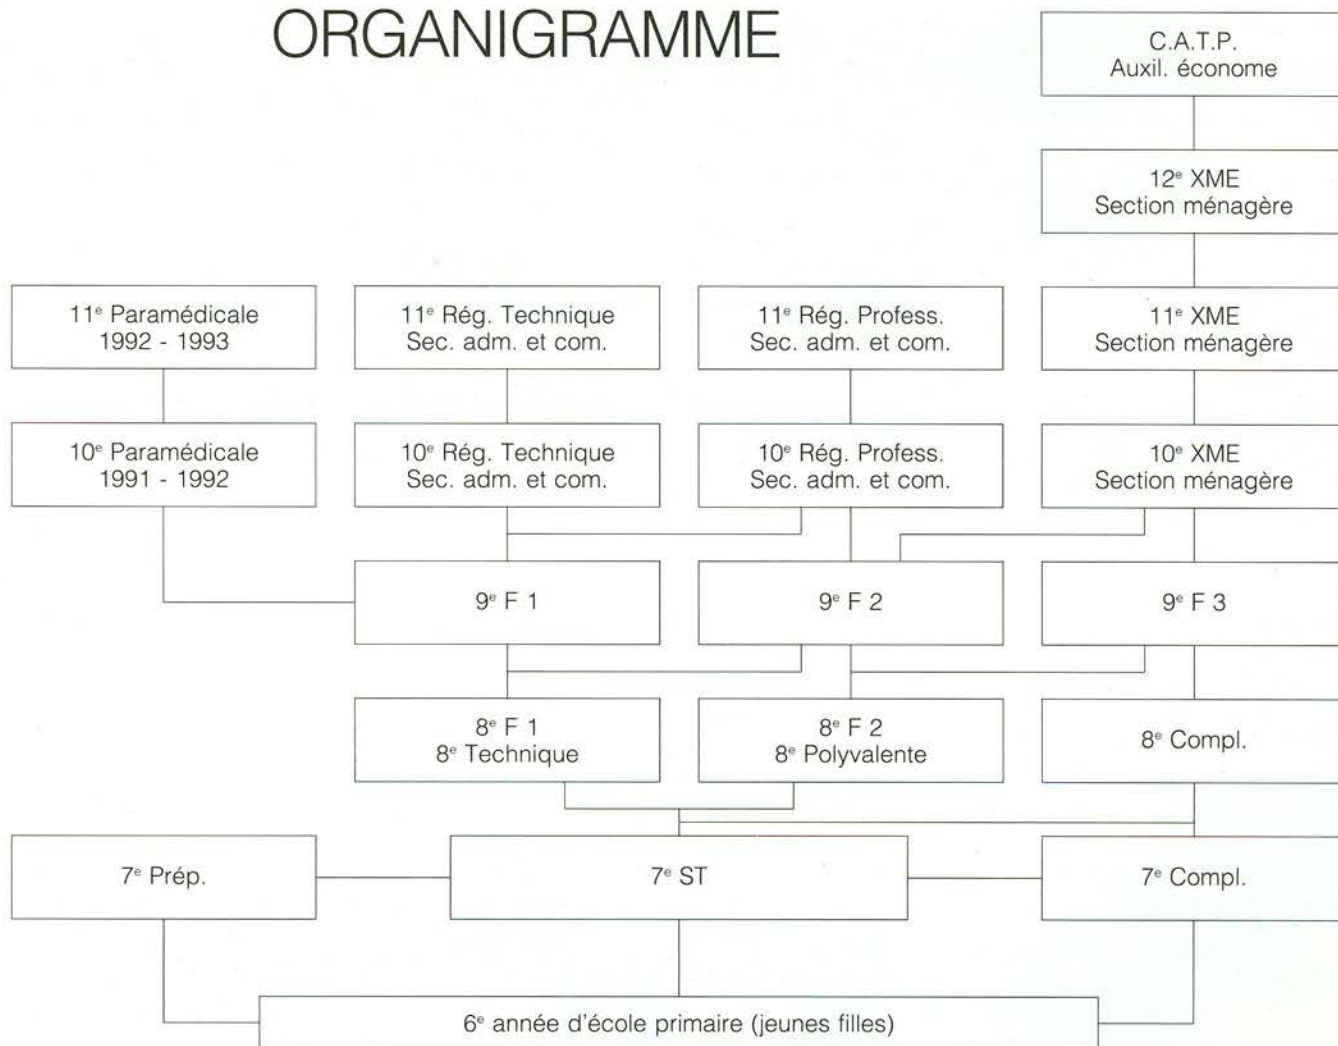 ORGANIGRAMME
C.A.T.P.
Auxil. économe
12e XME
Section ménagère
11e Paramédicale
1992 - 1993
11e Rég. Technique
Sec. adm. et com.
11e Rég. Profess.
Sec. adm. et com.
11e XME
Section ménagère
10e Paramédicale
1991 - 1992
10e Rég. Technique
Sec. adm. et com.
10e Rég. Profess.
Sec. adm. et com.
10e XME
Section ménagère
9e F 1
9e F 2
9e F 3
8e F 1
8e Technique
8e F 2
8e Polyvalente
8e Compl.
7e Prép.
7e ST
7e Compl.
6e année d'école primaire (jeunes filles)